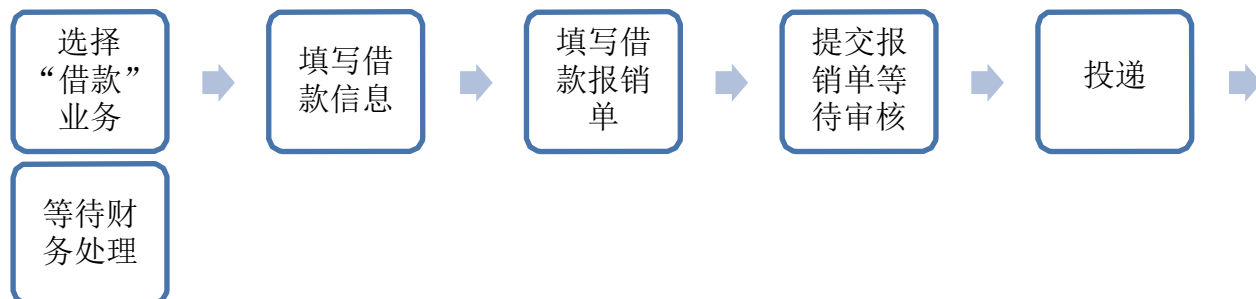 选择
“借款”
业务
填写借
款信息
填写借
款报销
单
提交报
销单等
待审核
投递
等待财
务处理